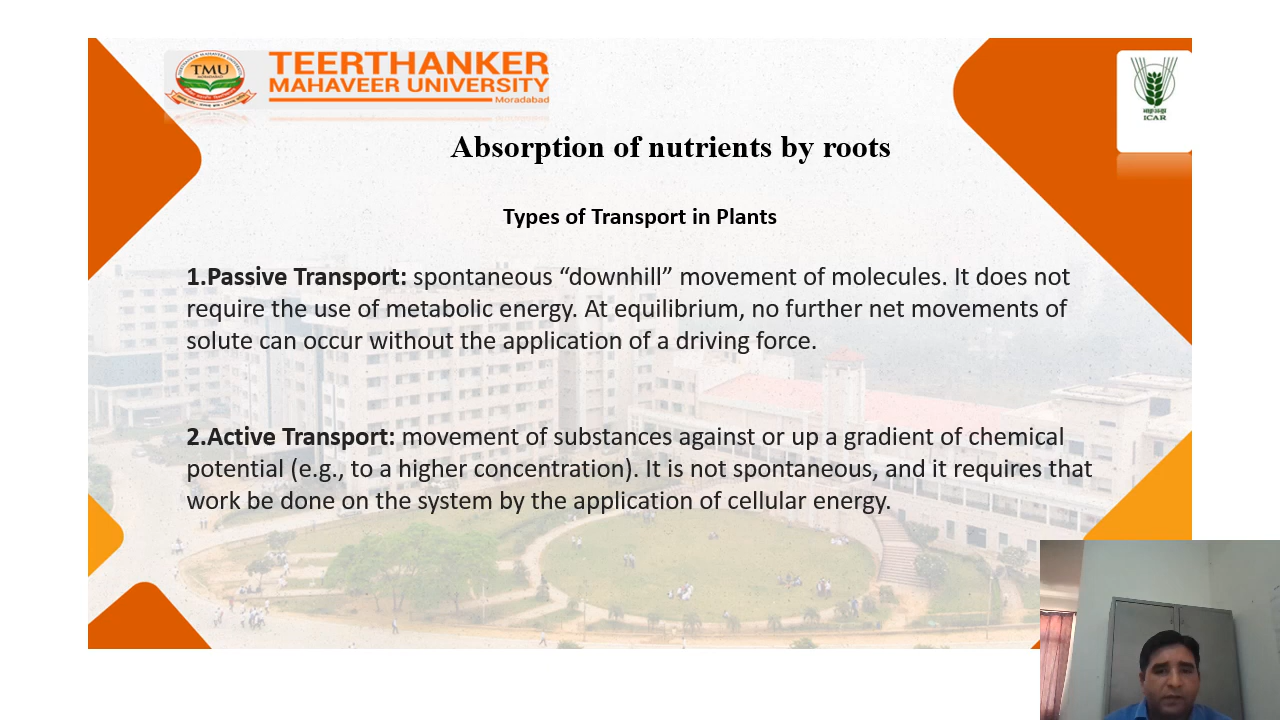 TMU
TEERTHANKER
MAHAVEER UNIVERSITY
Moradabad
ICAR
Absorption of nutrients by roots
Types of Transport in Plants
1.Passive Transport: spontaneous “downhill” movement of molecules. It does not
require the use of metabolic energy. At equilibrium, no further net movements of
solute can occur without the application of a driving force.
2.Active Transport: movement of substances against or up a gradient of chemical
potential (e.g., to a higher concentration). It is not spontaneous, and it requires that
work be done on the system by the application of cellular energy.